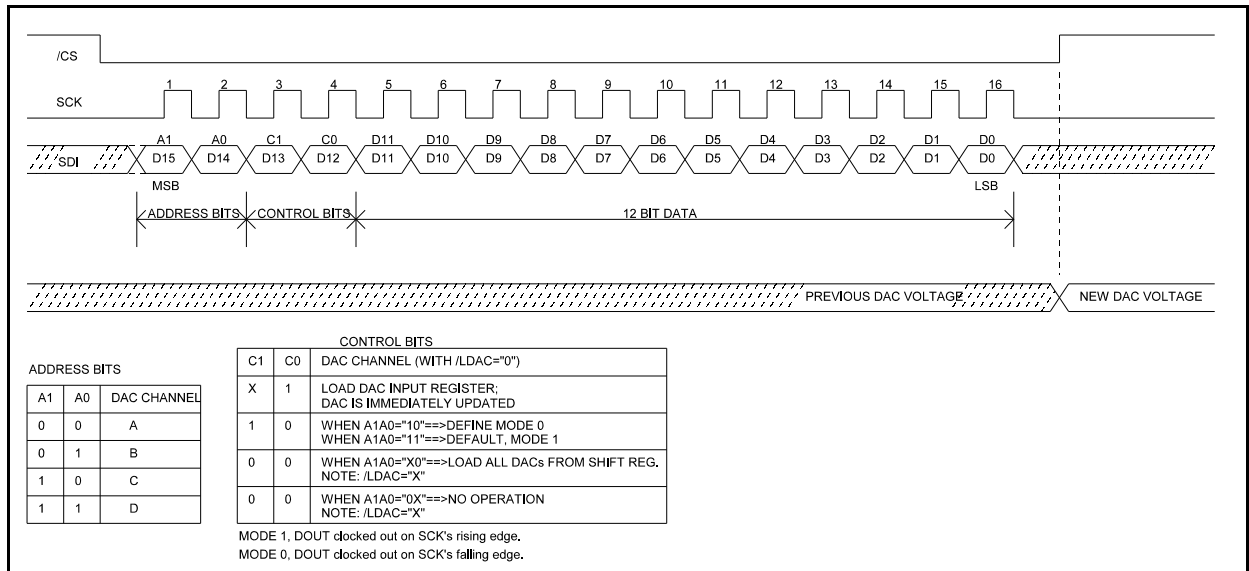 /CS
1 2 3 4 5 6 7 8 9 10 11 12 13 14 15 16
SCK
A1 A0 C1 C0 D11 D10 D9 D8 D7 D6 D5 D4 D3 D2 D1 D0
SDI D15 D14 D13 D12 D11 D10 D9 D8 D7 D6 D5 D4 D3 D2 D1 D0
MSB LSB
ADDRESS BITS CONTROL BITS 12 BIT DATA
PREVIOUS DAC VOLTAGE NEW DAC VOLTAGE
ADDRESS BITS
A1 A0 DAC CHANNEL
0 0 A
0 1 B
1 0 C
1 1 D
CONTROL BITS
C1 C0 DAC CHANNEL (WITH /LDAC="0")
X 1 LOAD DAC INPUT REGISTER;
DAC IS IMMEDIATELY UPDATED
1 0 WHEN A1A0="10"==>DEFINE MODE 0
WHEN A1A0="11"==>DEFAULT, MODE 1
0 0 WHEN A1A0="X0"==>LOAD ALL DACs FROM SHIFT REG.
NOTE: /LDAC="X"
0 0 WHEN A1A0="0X"==>NO OPERATION
NOTE: /LDAC="X"
MODE 1, DOUT clocked out on SCK's rising edge.
MODE 0, DOUT clocked out on SCK's falling edge.